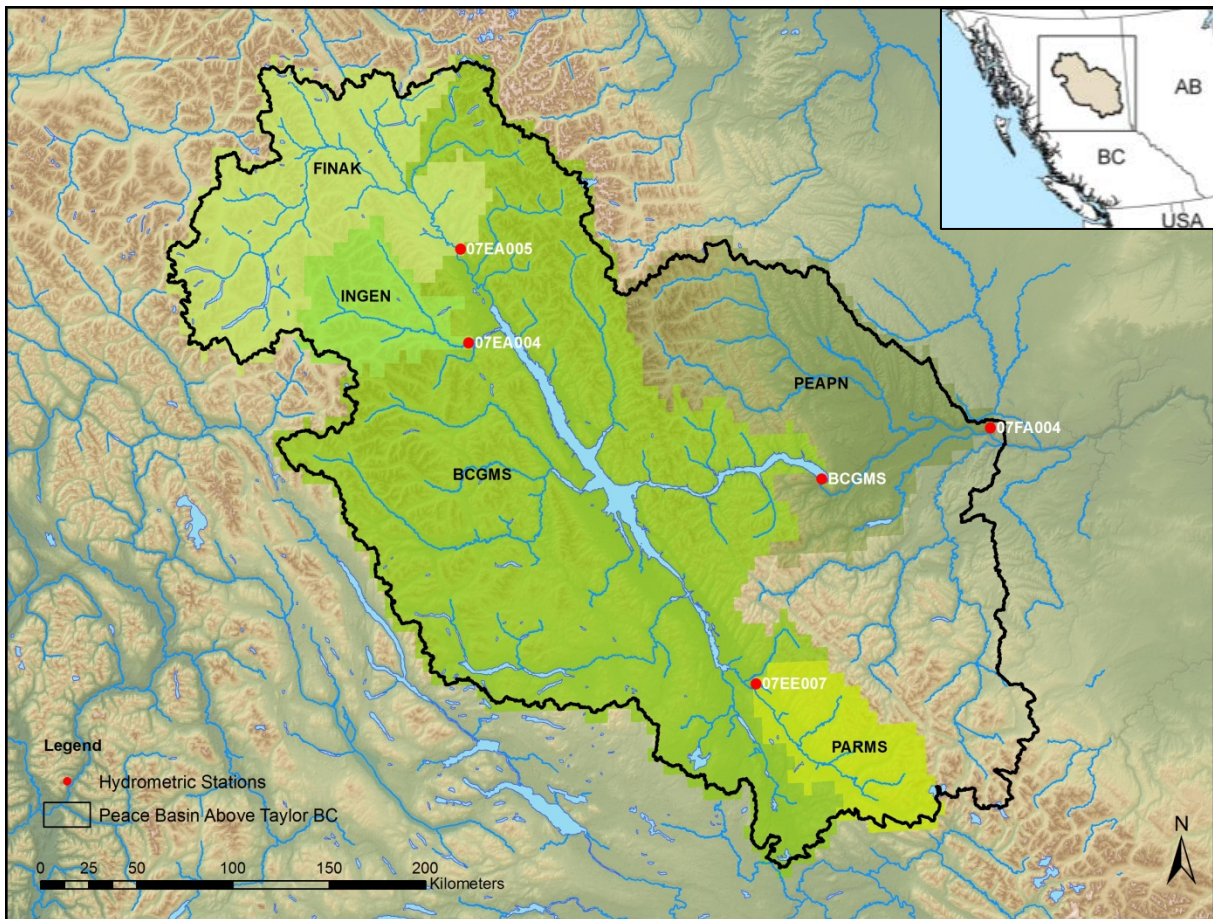 AB
BC
USA
FINAK
07EA005
INGEN
07EA004
PEAPN
07FA004
BCGMS
BCGMS
07EE007
PARMS
Legend
Hydrometric Stations
Peace Basin Above Taylor BC
0 25 50 100 150 200
Kilometers
N